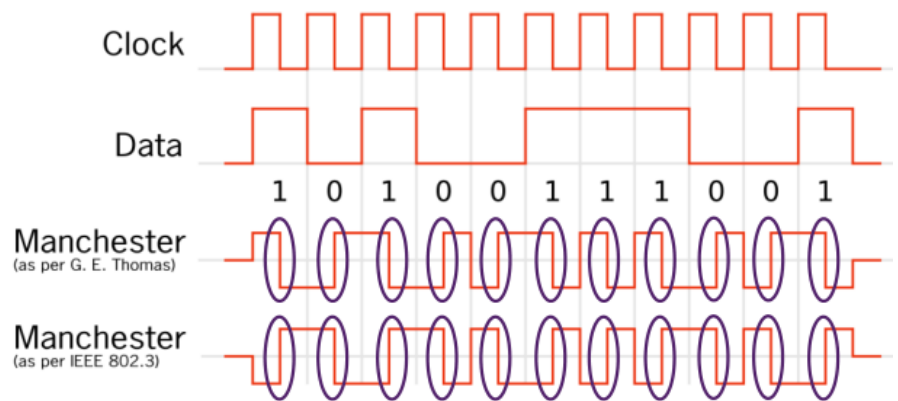 Clock
Data
1 0 1 0 0 1 1 1 0 0 1
Manchester
(as per G. E. Thomas)
Manchester
(as per IEEE 802.3)